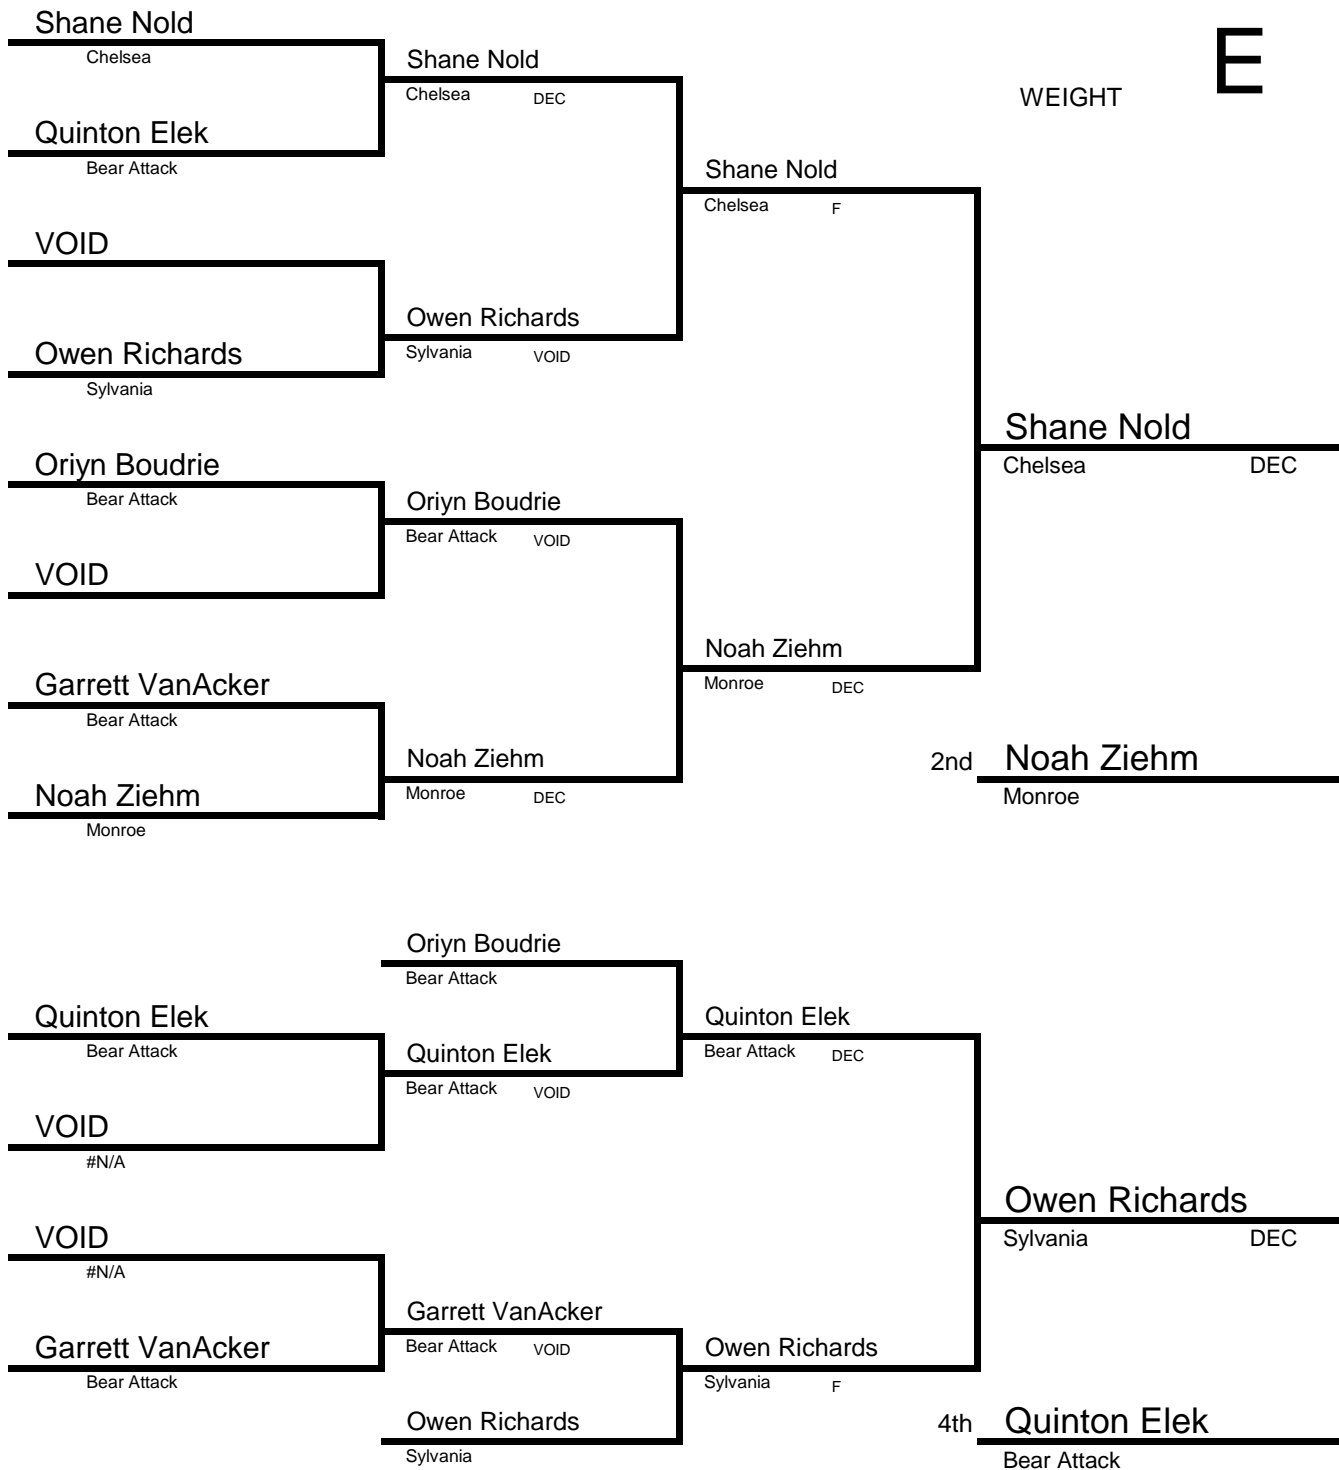 Shane Nold
Chelsea
Shane Nold
Chelsea DEC
E
WEIGHT
Quinton Elek
Bear Attack
Shane Nold
Chelsea F
VOID
Owen Richards
Sylvania VOID
Owen Richards
Sylvania
Shane Nold
Chelsea DEC
Oriyn Boudrie
Bear Attack
Oriyn Boudrie
Bear Attack VOID
VOID
Noah Ziehm
Monroe DEC
Garrett VanAcker
Bear Attack
Noah Ziehm
Monroe DEC
2nd Noah Ziehm
Monroe
Noah Ziehm
Monroe
Oriyn Boudrie
Bear Attack
Quinton Elek
Bear Attack
Quinton Elek
Bear Attack DEC
Quinton Elek
Bear Attack VOID
VOID
#N/A
Owen Richards
Sylvania DEC
VOID
#N/A
Garrett VanAcker
Bear Attack VOID
Garrett VanAcker
Bear Attack
Owen Richards
Sylvania F
Owen Richards
Sylvania
4th Quinton Elek
Bear Attack